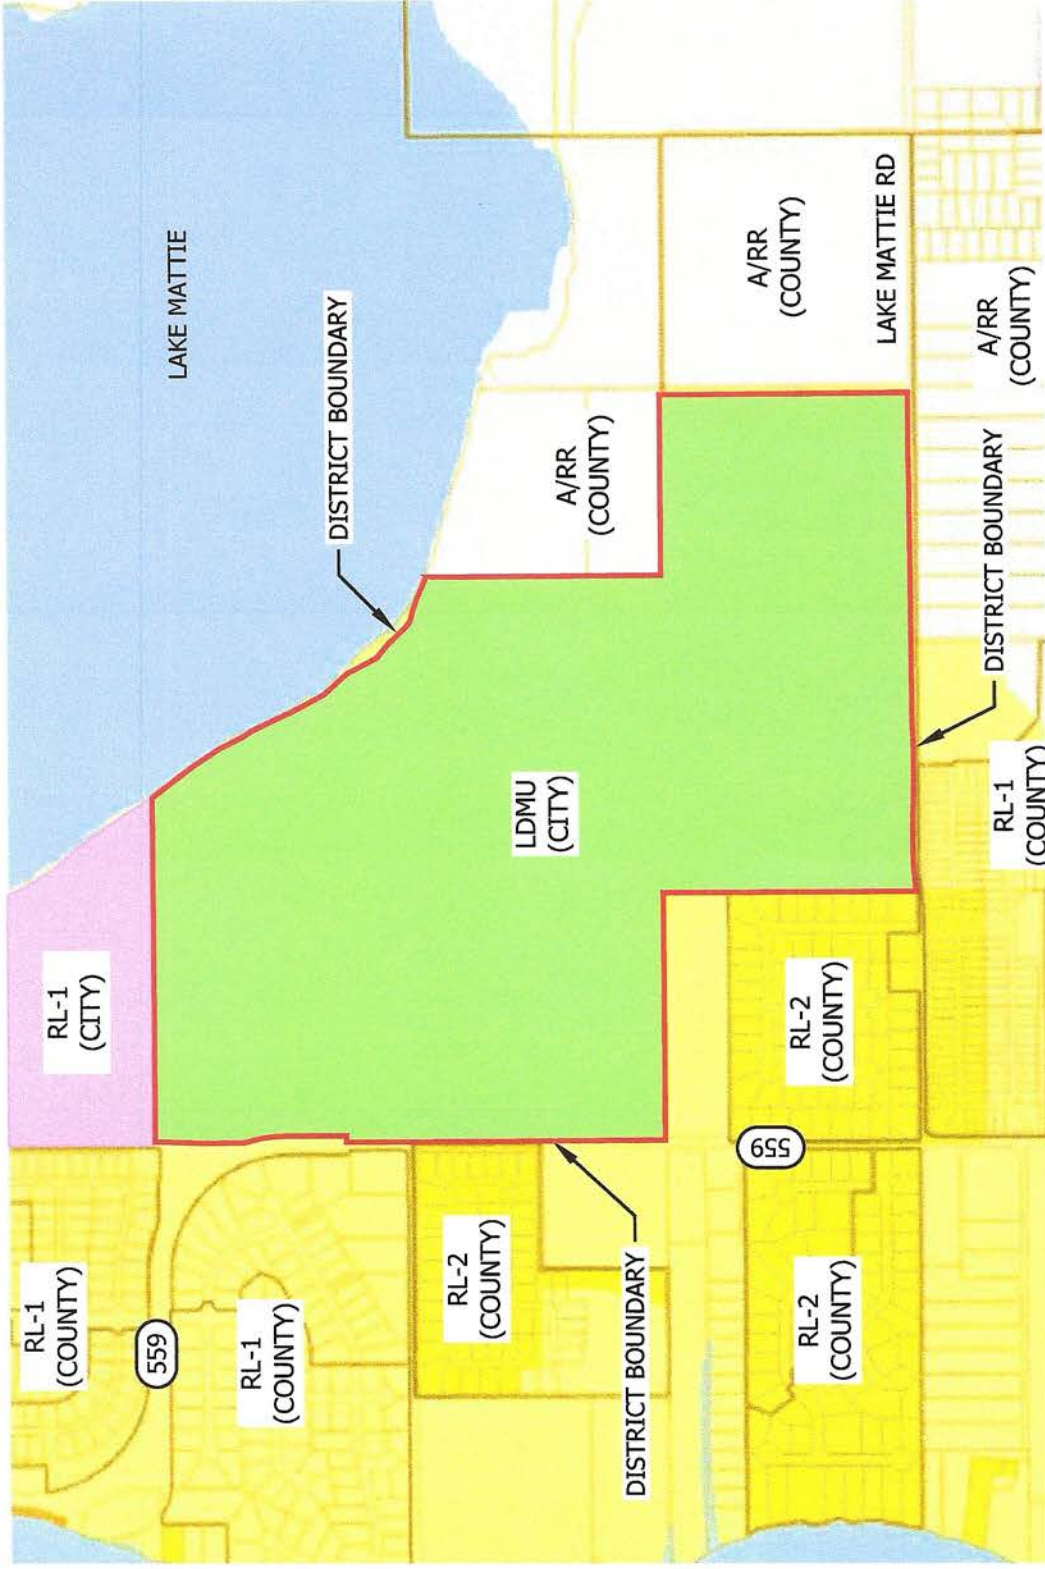 RL-1
(COUNTY)
RL-1
(CITY)
559
LAKE MATTIE
RL-1
(COUNTY)
DISTRICT BOUNDARY
RL-2
(COUNTY)
LDMU
(CITY)
A/RR
(COUNTY)
DISTRICT BOUNDARY
559
A/RR
(COUNTY)
RL-2
(COUNTY)
RL-2
(COUNTY)
LAKE MATTIE RD
RL-1
(COUNTY)
DISTRICT BOUNDARY
A/RR
(COUNTY)